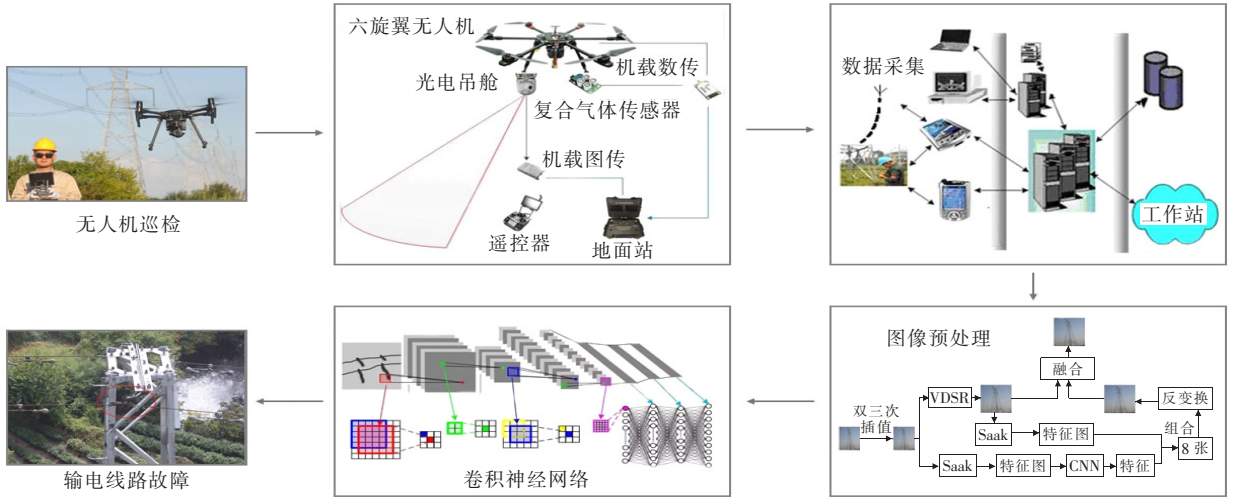 无人机巡检
六旋翼无人机
光电吊舱
机载数传
复合气体传感器
机载图传
遥控器
地面站
数据采集
工作站
图像预处理
融合
双三次
插值
VDSR
反变换
Saak
特征图
组合
8 张
Saak
特征图
CNN
特征
卷积神经网络
输电线路故障